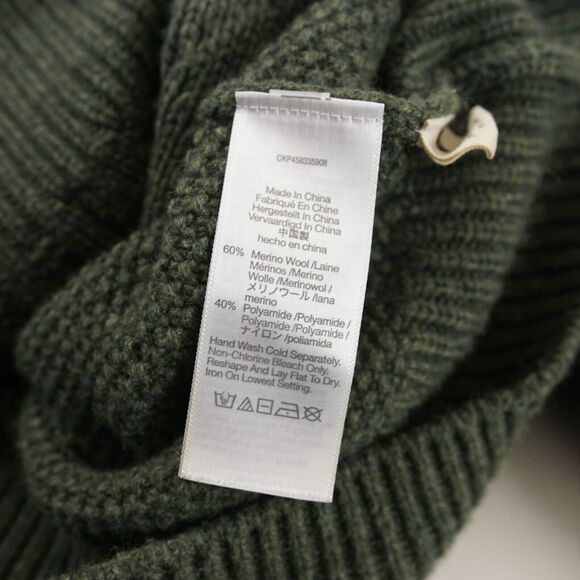 CKP458335908
Made In China
Fabriqué En Chine
Hergestellt In China
Vervaardigd In China
中国製
hecho en china
60% Merino Wool /Laine
Mérinos /Merino
Wolle /Merinowol /
メリノウール /lana
merino
40% Polyamide /Polyamide /
Polyamide /Polyamide /
ナイロン /poliamida
Hand Wash Cold Separately.
Non-Chlorine Bleach Only.
Reshape And Lay Flat To Dry.
Iron On Lowest Setting.